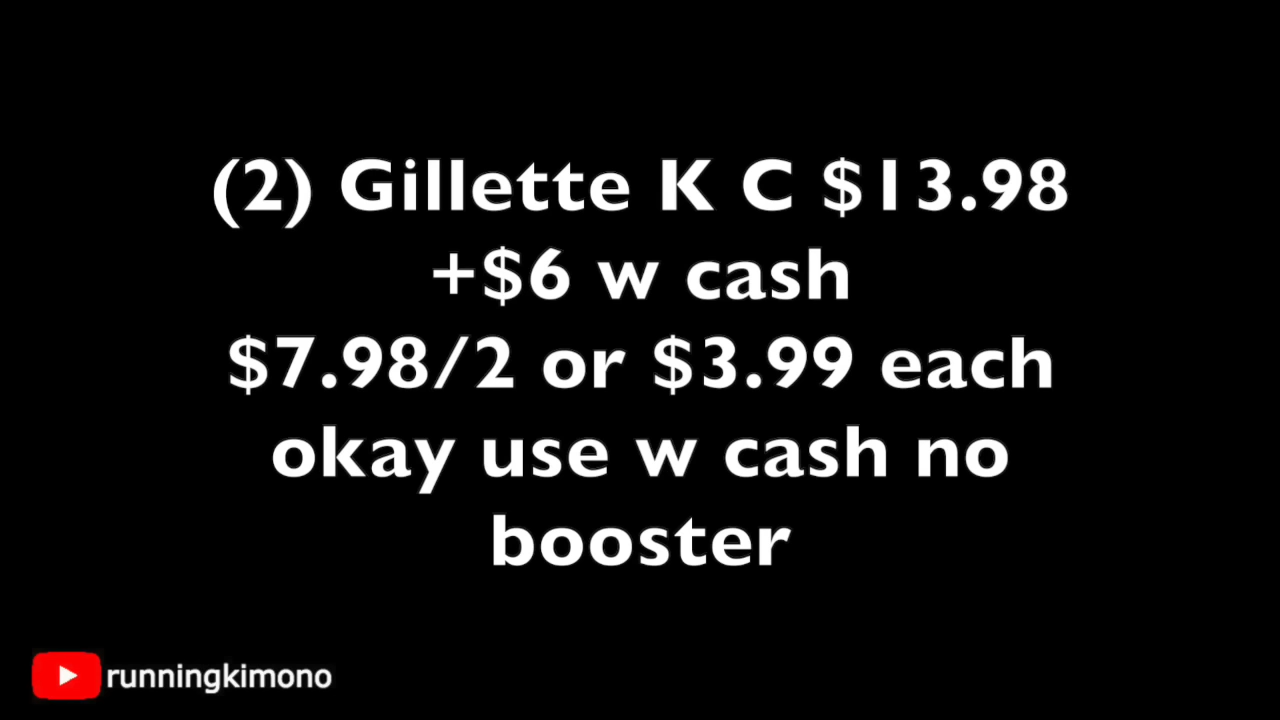 (2) Gillette K C $13.98
+$6 w cash
$7.98/2 or $3.99 each
okay use w cash no
booster
runningkimono